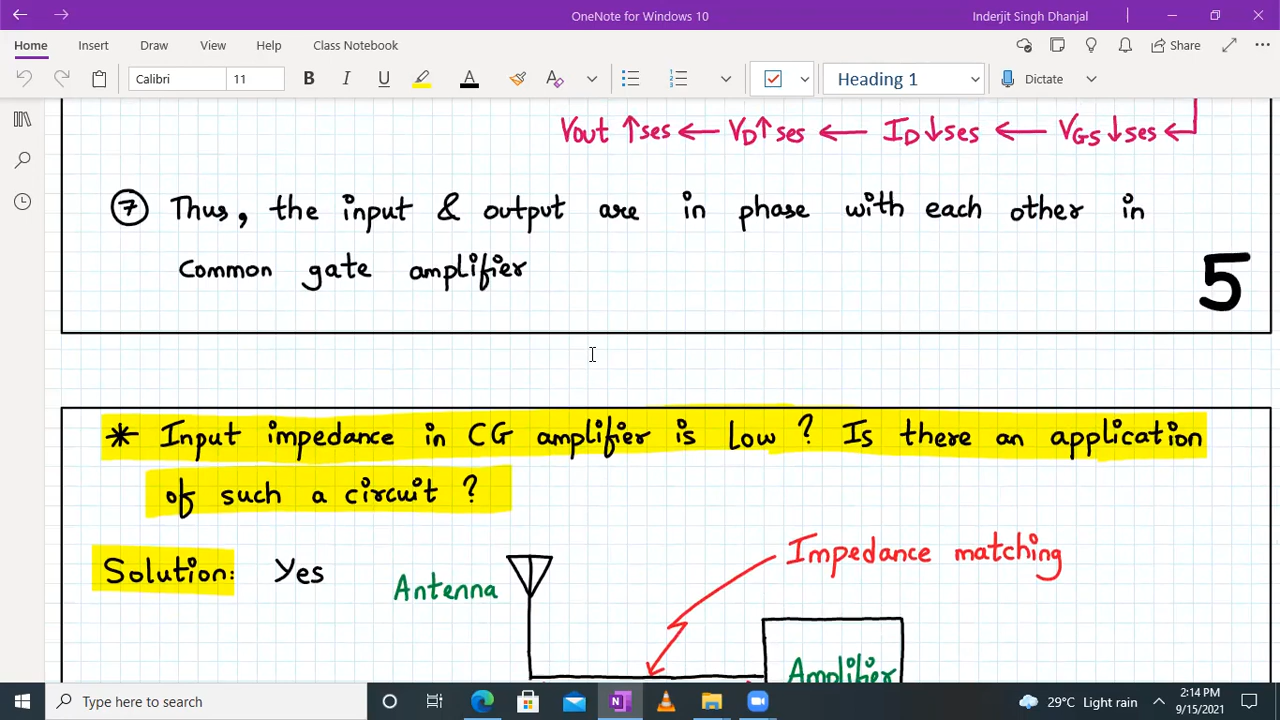 OneNote for Windows 10
Inderjit Singh Dhanjal
Home Insert Draw View Help Class Notebook Share
Calibri 11 B I U A Heading 1 Dictate
Vout ↑ses ← VD↑ses ← ID↓ses ← VGS↓ses ←
⑦ Thus, the input & output are in phase with each other in
Common gate amplifier
5
* Input impedance in CG amplifier is Low ? Is there an application
of such a circuit ?
Solution: Yes
Impedance matching
Antenna
Amplifier
Type here to search
29°C Light rain
2:14 PM
9/15/2021